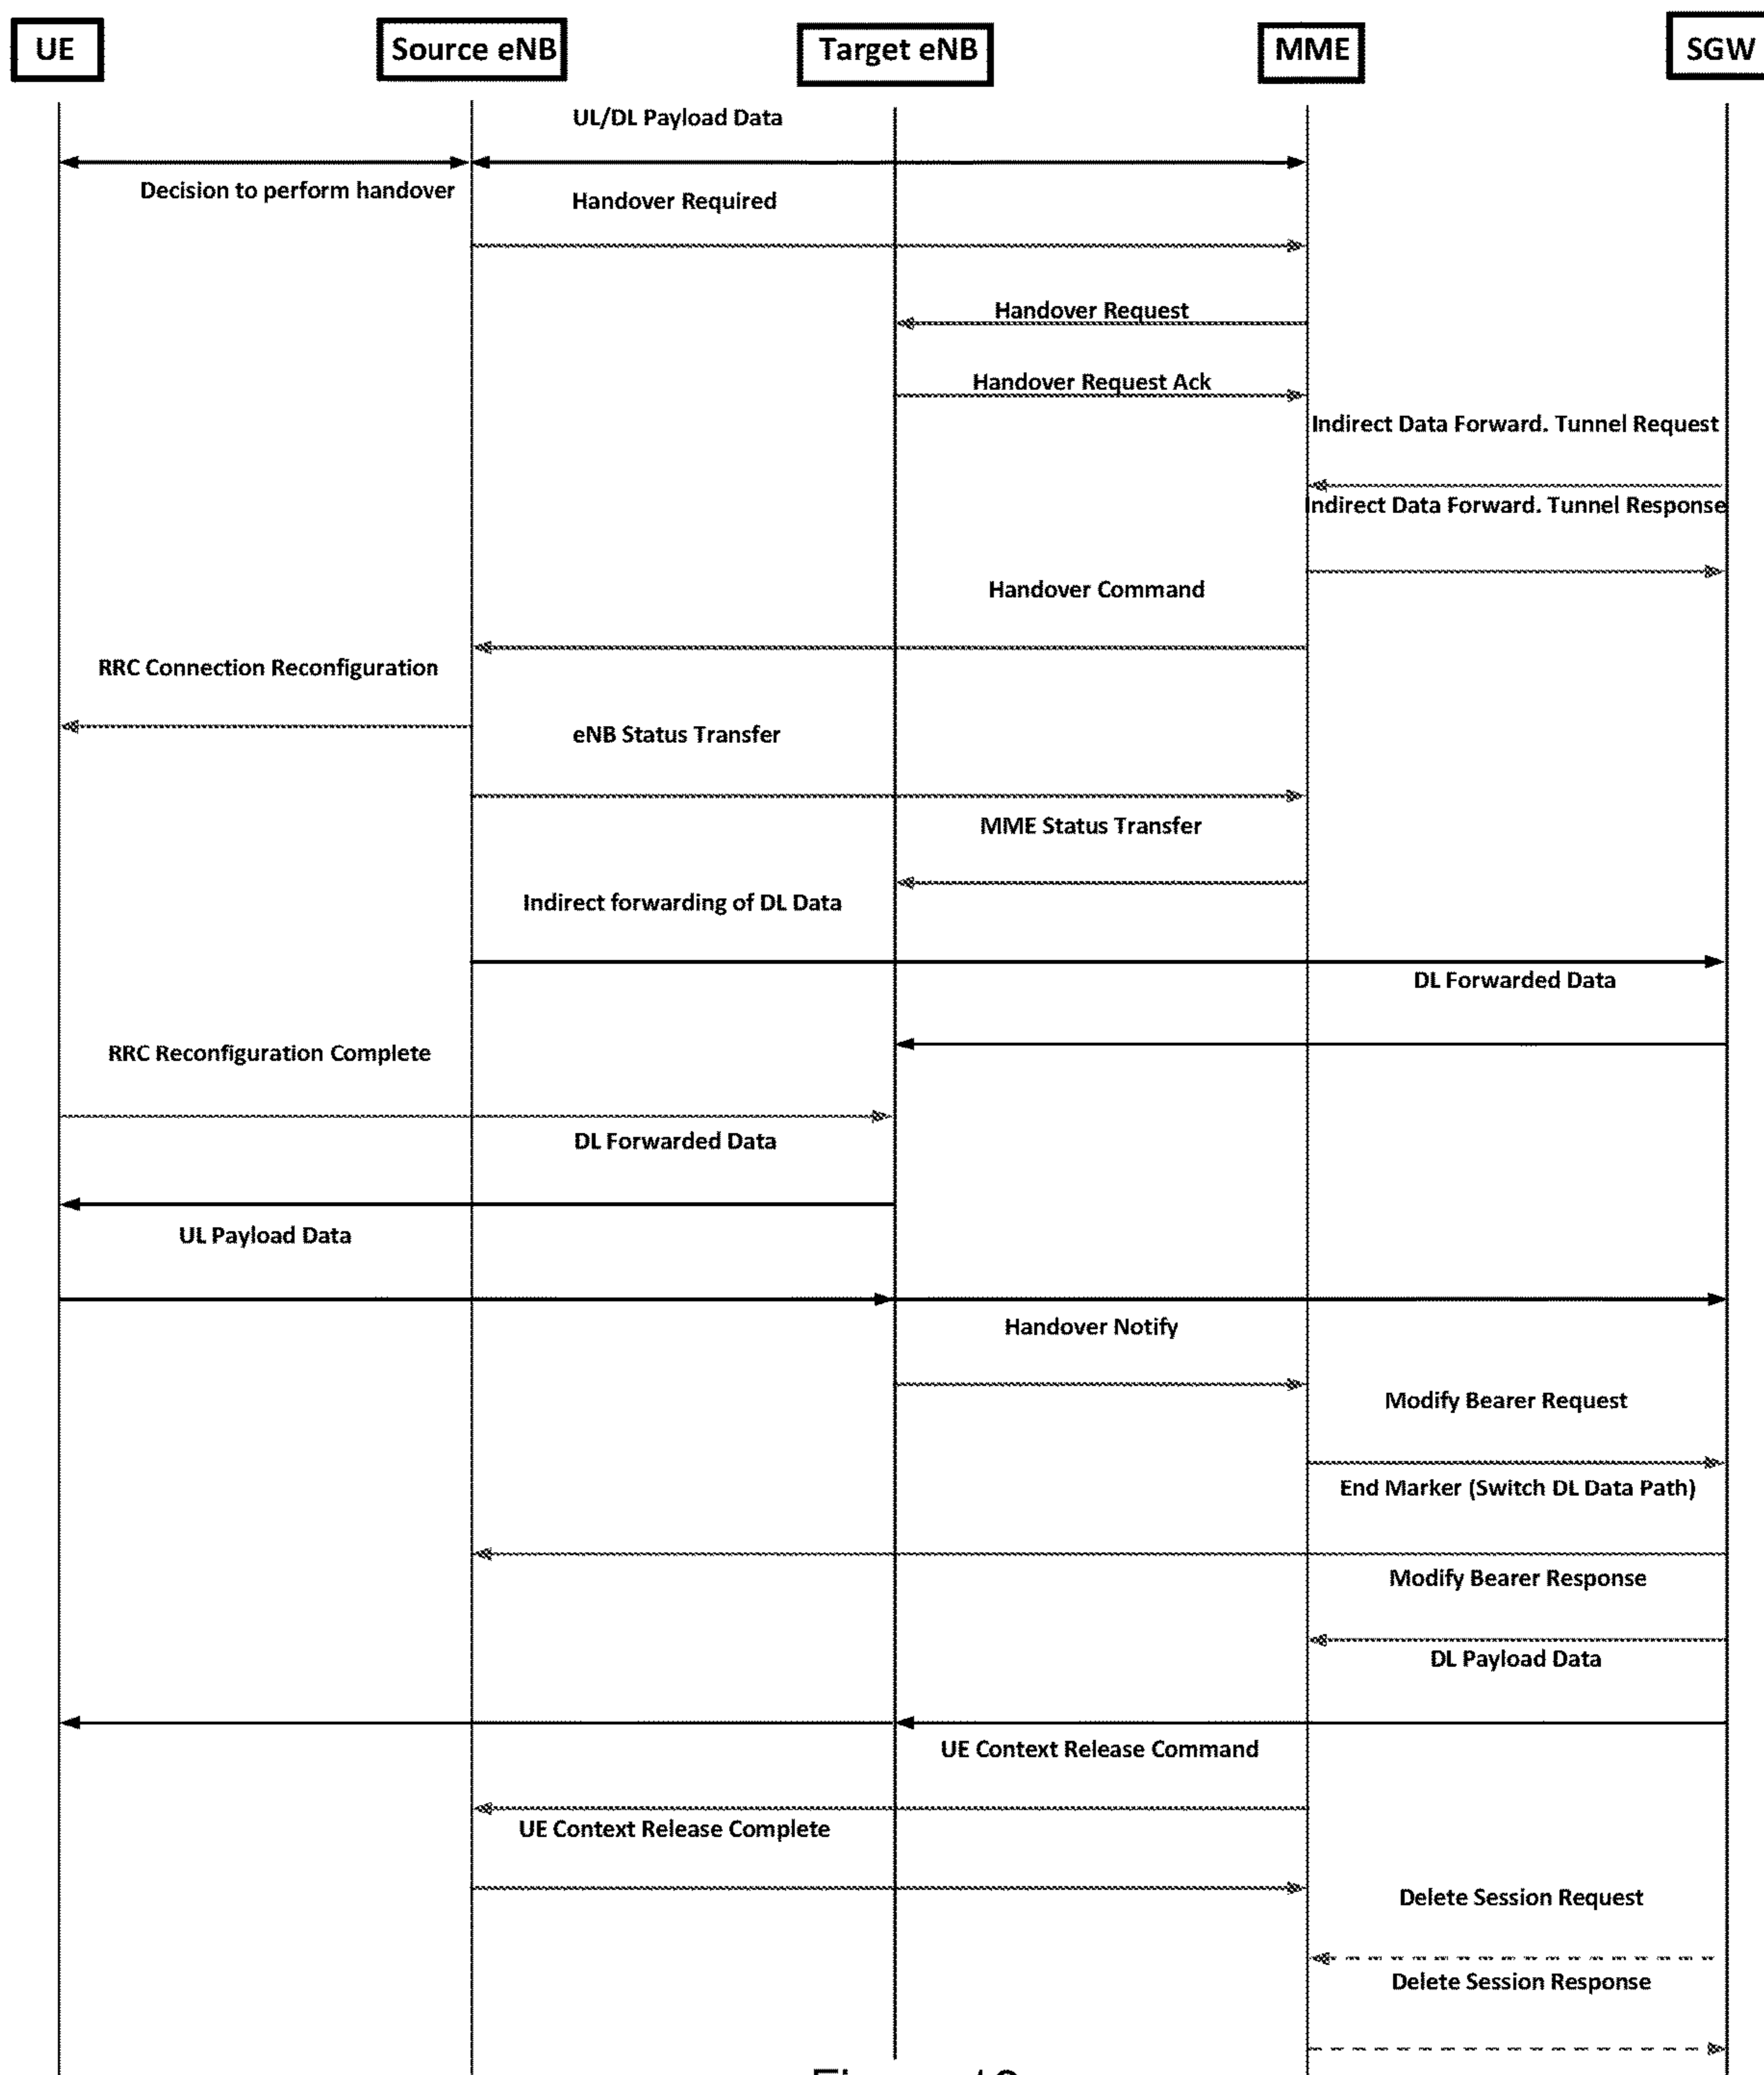 UE
Source eNB
Target eNB
MME
SGW
UL/DL Payload Data
Decision to perform handover
Handover Required
Handover Request
Handover Request Ack
Indirect Data Forward. Tunnel Request
Indirect Data Forward. Tunnel Response
Handover Command
RRC Connection Reconfiguration
eNB Status Transfer
MME Status Transfer
Indirect forwarding of DL Data
DL Forwarded Data
RRC Reconfiguration Complete
DL Forwarded Data
UL Payload Data
Handover Notify
Modify Bearer Request
End Marker (Switch DL Data Path)
Modify Bearer Response
DL Payload Data
UE Context Release Command
UE Context Release Complete
Delete Session Request
Delete Session Response